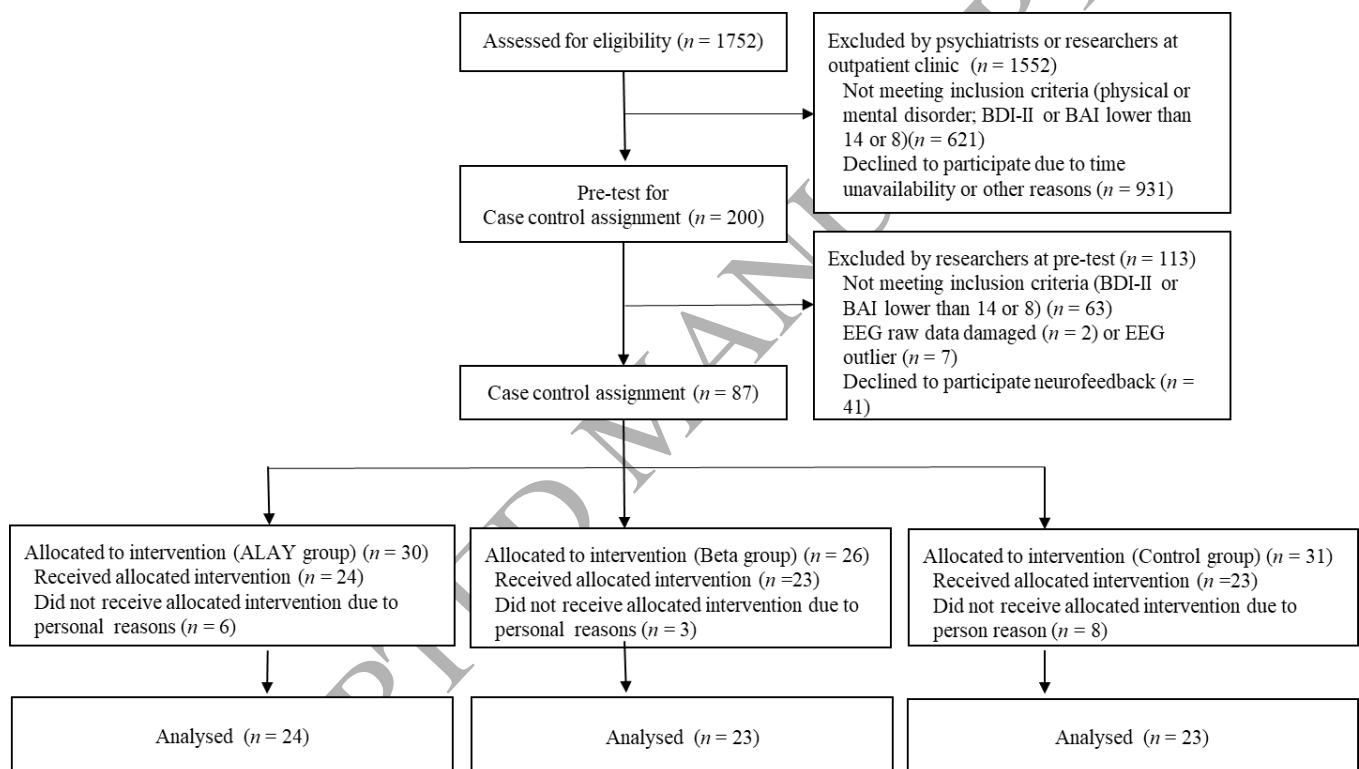 Assessed for eligibility (n = 1752)
Excluded by psychiatrists or researchers at
outpatient clinic (n = 1552)
Not meeting inclusion criteria (physical or
mental disorder; BDI-II or BAI lower than
14 or 8)(n = 621)
Declined to participate due to time
unavailability or other reasons (n = 931)
Pre-test for
Case control assignment (n = 200)
Excluded by researchers at pre-test (n = 113)
Not meeting inclusion criteria (BDI-II or
BAI lower than 14 or 8) (n = 63)
EEG raw data damaged (n = 2) or EEG
outlier (n = 7)
Declined to participate neurofeedback (n =
41)
Case control assignment (n = 87)
Allocated to intervention (ALAY group) (n = 30)
Received allocated intervention (n = 24)
Did not receive allocated intervention due to
personal reasons (n = 6)
Allocated to intervention (Beta group) (n = 26)
Received allocated intervention (n =23)
Did not receive allocated intervention due to
personal reasons (n = 3)
Allocated to intervention (Control group) (n = 31)
Received allocated intervention (n =23)
Did not receive allocated intervention due to
person reason (n = 8)
Analysed (n = 24)
Analysed (n = 23)
Analysed (n = 23)